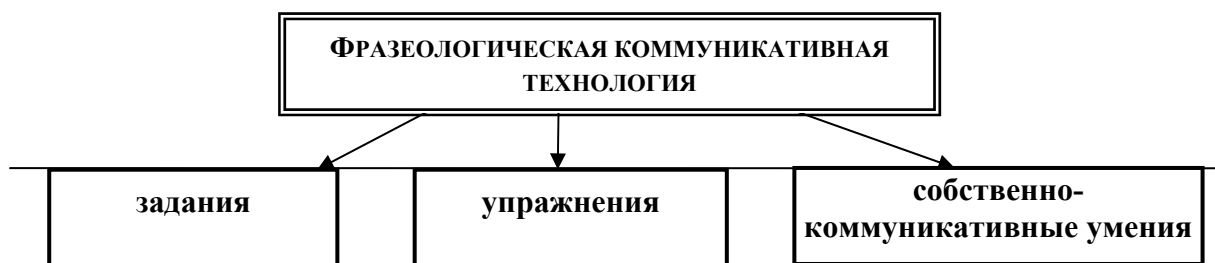 ФРАЗЕОЛОГИЧЕСКАЯ КОММУНИКАТИВНАЯ
ТЕХНОЛОГИЯ
задания
упражнения
собственно-
коммуникативные умения